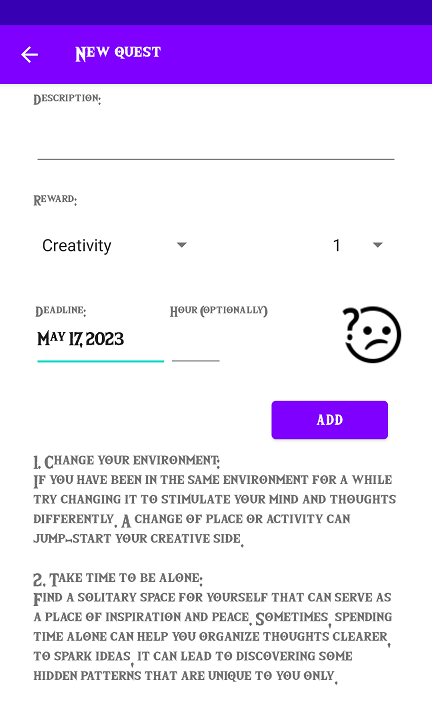 New quest
Description:
Reward:
Creativity 1
Deadline: Hour (optionally)
May 17, 2023
?
ADD
1. Change your environment:
If you have been in the same environment for a while
try changing it to stimulate your mind and thoughts
differently. A change of place or activity can
jump-start your creative side.
2. Take time to be alone:
Find a solitary space for yourself that can serve as
a place of inspiration and peace. Sometimes, spending
time alone can help you organize thoughts clearer,
to spark ideas, it can lead to discovering some
hidden patterns that are unique to you only.